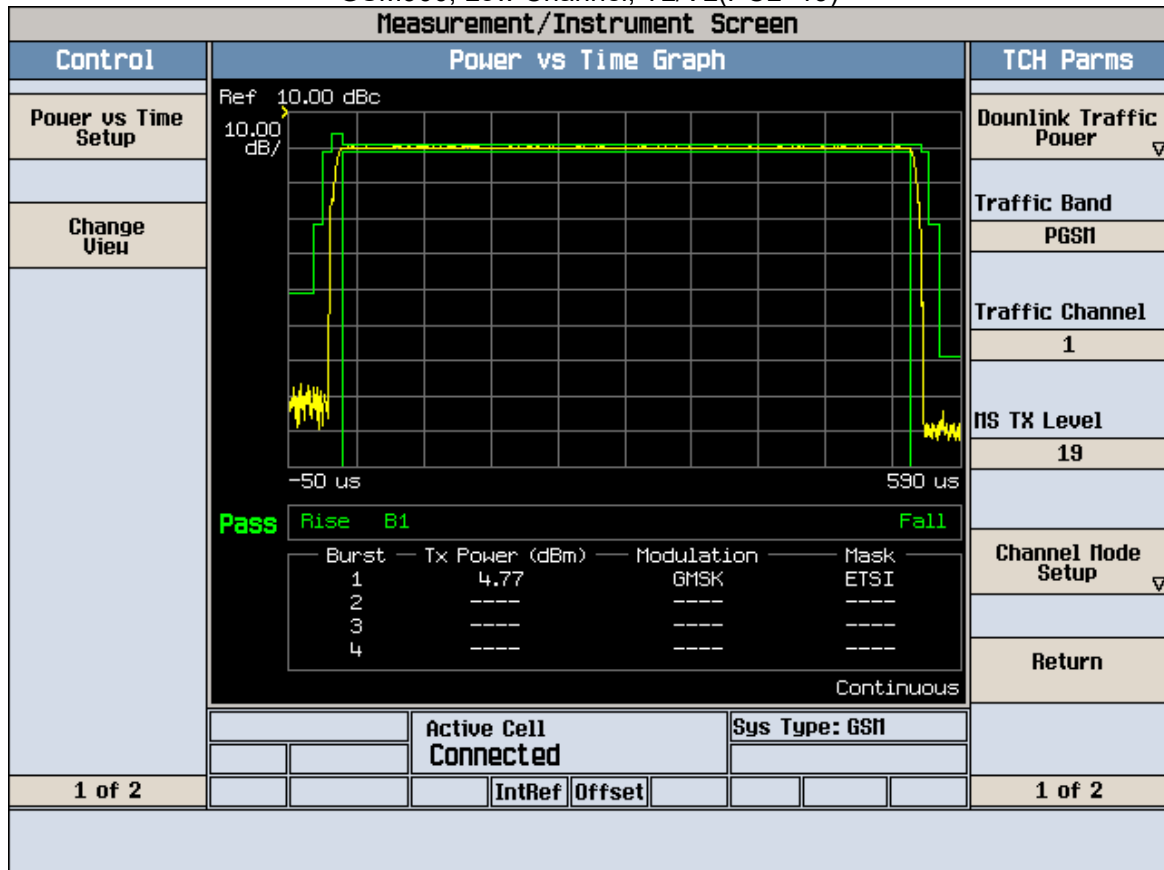 Measurement/Instrument Screen
Control
Power vs Time Graph
TCH Parms
Power vs Time
Setup
Change
View
1 of 2
Ref 10.00 dBc
10.00
dB/
-50 us
590 us
Pass
Rise B1
Fall
Burst Tx Power (dBm) Modulation Mask
1 4.77 GMSK ETSI
2 ---- ---- ----
3 ---- ---- ----
4 ---- ---- ----
Continuous
Active Cell
Connected
Sys Type: GSM
IntRef Offset
Downlink Traffic
Power
Traffic Band
PGSM
Traffic Channel
1
MS TX Level
19
Channel Mode
Setup
Return
1 of 2